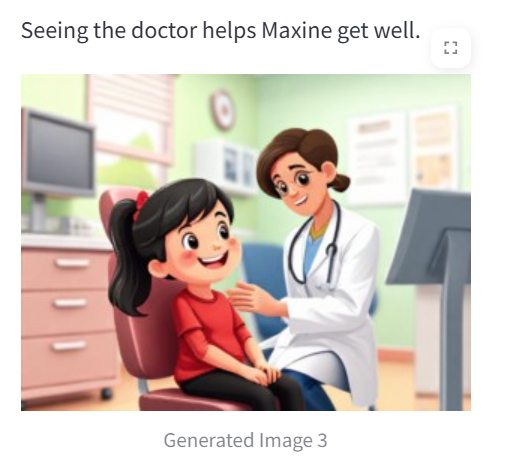 Seeing the doctor helps Maxine get well.
Generated Image 3